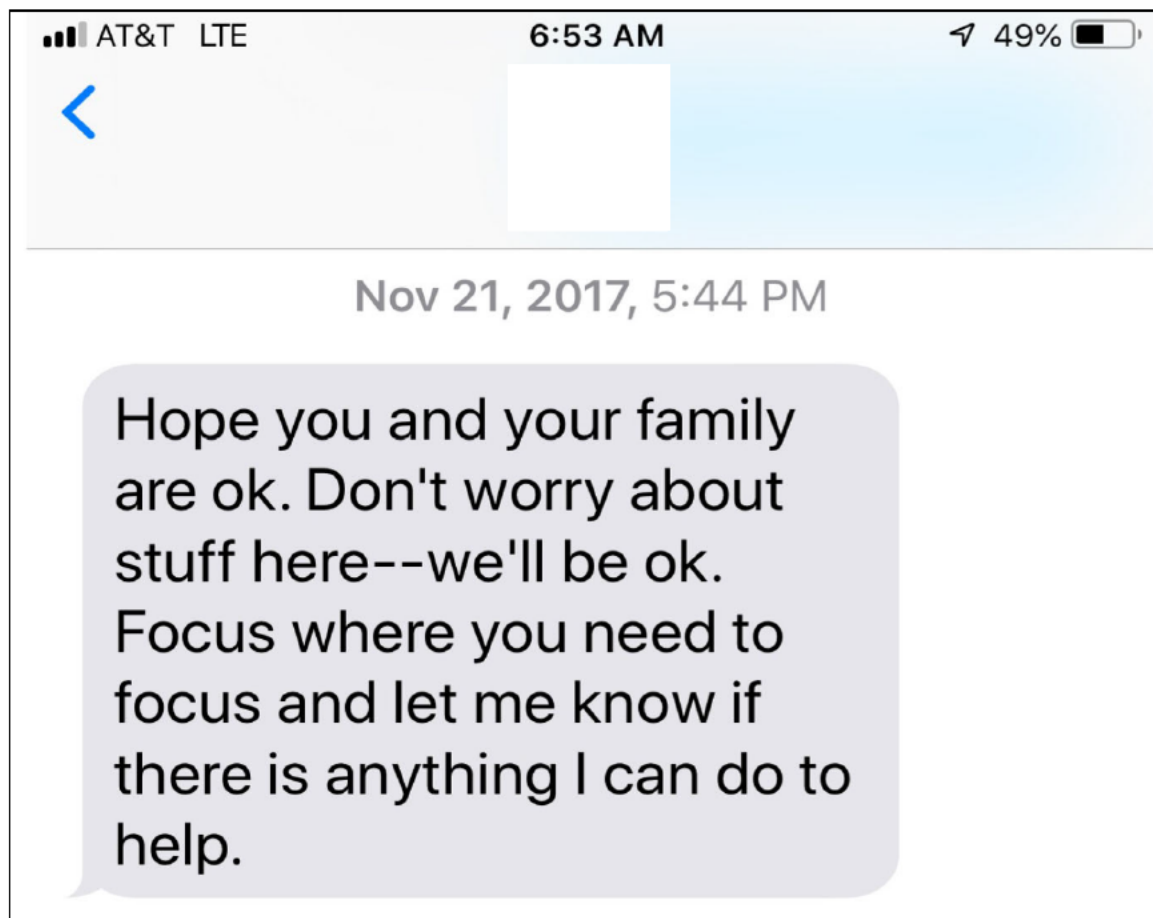 AT&T LTE 6:53 AM 49%
Nov 21, 2017, 5:44 PM
Hope you and your family
are ok. Don't worry about
stuff here--we'll be ok.
Focus where you need to
focus and let me know if
there is anything I can do to
help.